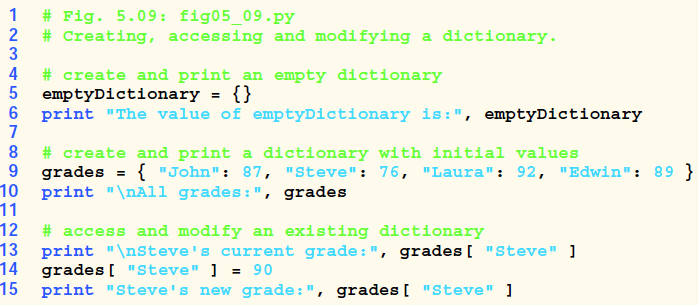 1 # Fig. 5.09: fig05_09.py
2 # Creating, accessing and modifying a dictionary.
3
4 # create and print an empty dictionary
5 emptyDictionary = {}
6 print "The value of emptyDictionary is:", emptyDictionary
7
8 # create and print a dictionary with initial values
9 grades = { "John": 87, "Steve": 76, "Laura": 92, "Edwin": 89 }
10 print "\nAll grades:", grades
11
12 # access and modify an existing dictionary
13 print "\nSteve's current grade:", grades[ "Steve" ]
14 grades[ "Steve" ] = 90
15 print "Steve's new grade:", grades[ "Steve" ]